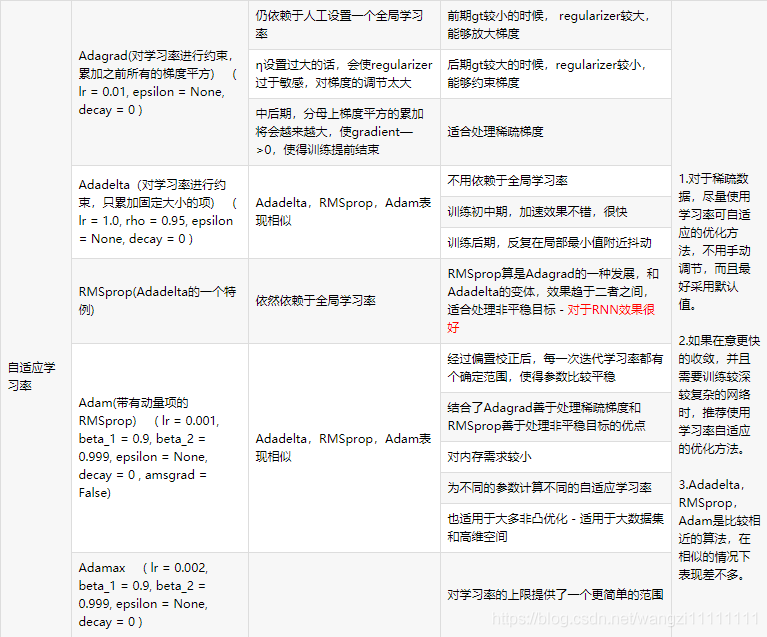 自适应学
习率
Adagrad(对学习率进行约束，
累加之前所有的梯度平方) (
lr = 0.01, epsilon = None,
decay = 0 )
仍依赖于人工设置一个全局学习
率
η设置过大的话，会使regularizer
过于敏感，对梯度的调节太大
中后期，分母上梯度平方的累加
将会越来越大，使gradient—
>0，使得训练提前结束
前期gt较小的时候， regularizer较大，
能够放大梯度
后期gt较大的时候，regularizer较小，
能够约束梯度
适合处理稀疏梯度
Adadelta（对学习率进行约
束，只累加固定大小的项) (
lr = 1.0, rho = 0.95, epsilon
= None, decay = 0 )
Adadelta，RMSprop，Adam表
现相似
不用依赖于全局学习率
训练初中期，加速效果不错，很快
训练后期，反复在局部最小值附近抖动
RMSprop(Adadelta的一个特
例)
依然依赖于全局学习率
RMSprop算是Adagrad的一种发展，和
Adadelta的变体，效果趋于二者之间，
适合处理非平稳目标 - 对于RNN效果很
好
Adam(带有动量项的
RMSprop) ( lr = 0.001,
beta_1 = 0.9, beta_2 =
0.999, epsilon = None,
decay = 0 , amsgrad =
False)
Adadelta，RMSprop，Adam表
现相似
经过偏置校正后，每一次迭代学习率都有
个确定范围，使得参数比较平稳
结合了Adagrad善于处理稀疏梯度和
RMSprop善于处理非平稳目标的优点
对内存需求较小
为不同的参数计算不同的自适应学习率
也适用于大多非凸优化 - 适用于大数据集
和高维空间
Adamax ( lr = 0.002,
beta_1 = 0.9, beta_2 =
0.999, epsilon = None,
decay = 0 )
对学习率的上限提供了一个更简单的范围
1.对于稀疏数
据，尽量使用
学习率可自适
应的优化方
法，不用手动
调节，而且最
好采用默认
值。
2.如果在意更快
的收敛，并且
需要训练较深
较复杂的网络
时，推荐使用
学习率自适应
的优化方法。
3.Adadelta，
RMSprop，
Adam是比较相
近的算法，在
相似的情况下
表现差不多。
https://blog.csdn.net/wangzi11111111